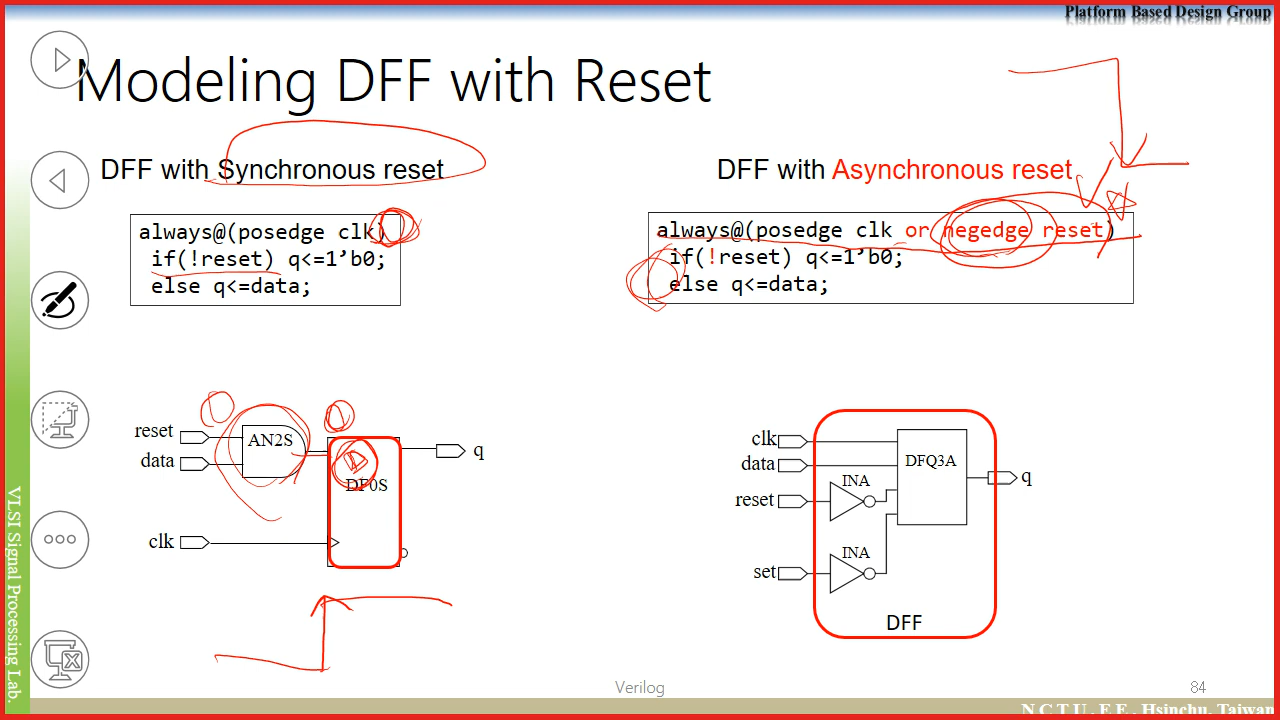 Platform Based Design Group
Modeling DFF with Reset
DFF with Synchronous reset
always@(posedge clk)
if(!reset) q<=1’b0;
else q<=data;
DFF with Asynchronous reset
always@(posedge clk or negedge reset)
if(!reset) q<=1’b0;
else q<=data;
reset
data
clk
AN2S
D
DF0S
q
clk
data
reset
set
INA
INA
DFQ3A
q
DFF
VLSI Signal Processing Lab.
Verilog
84
N C T U . E E , Hsinchu, Taiwan